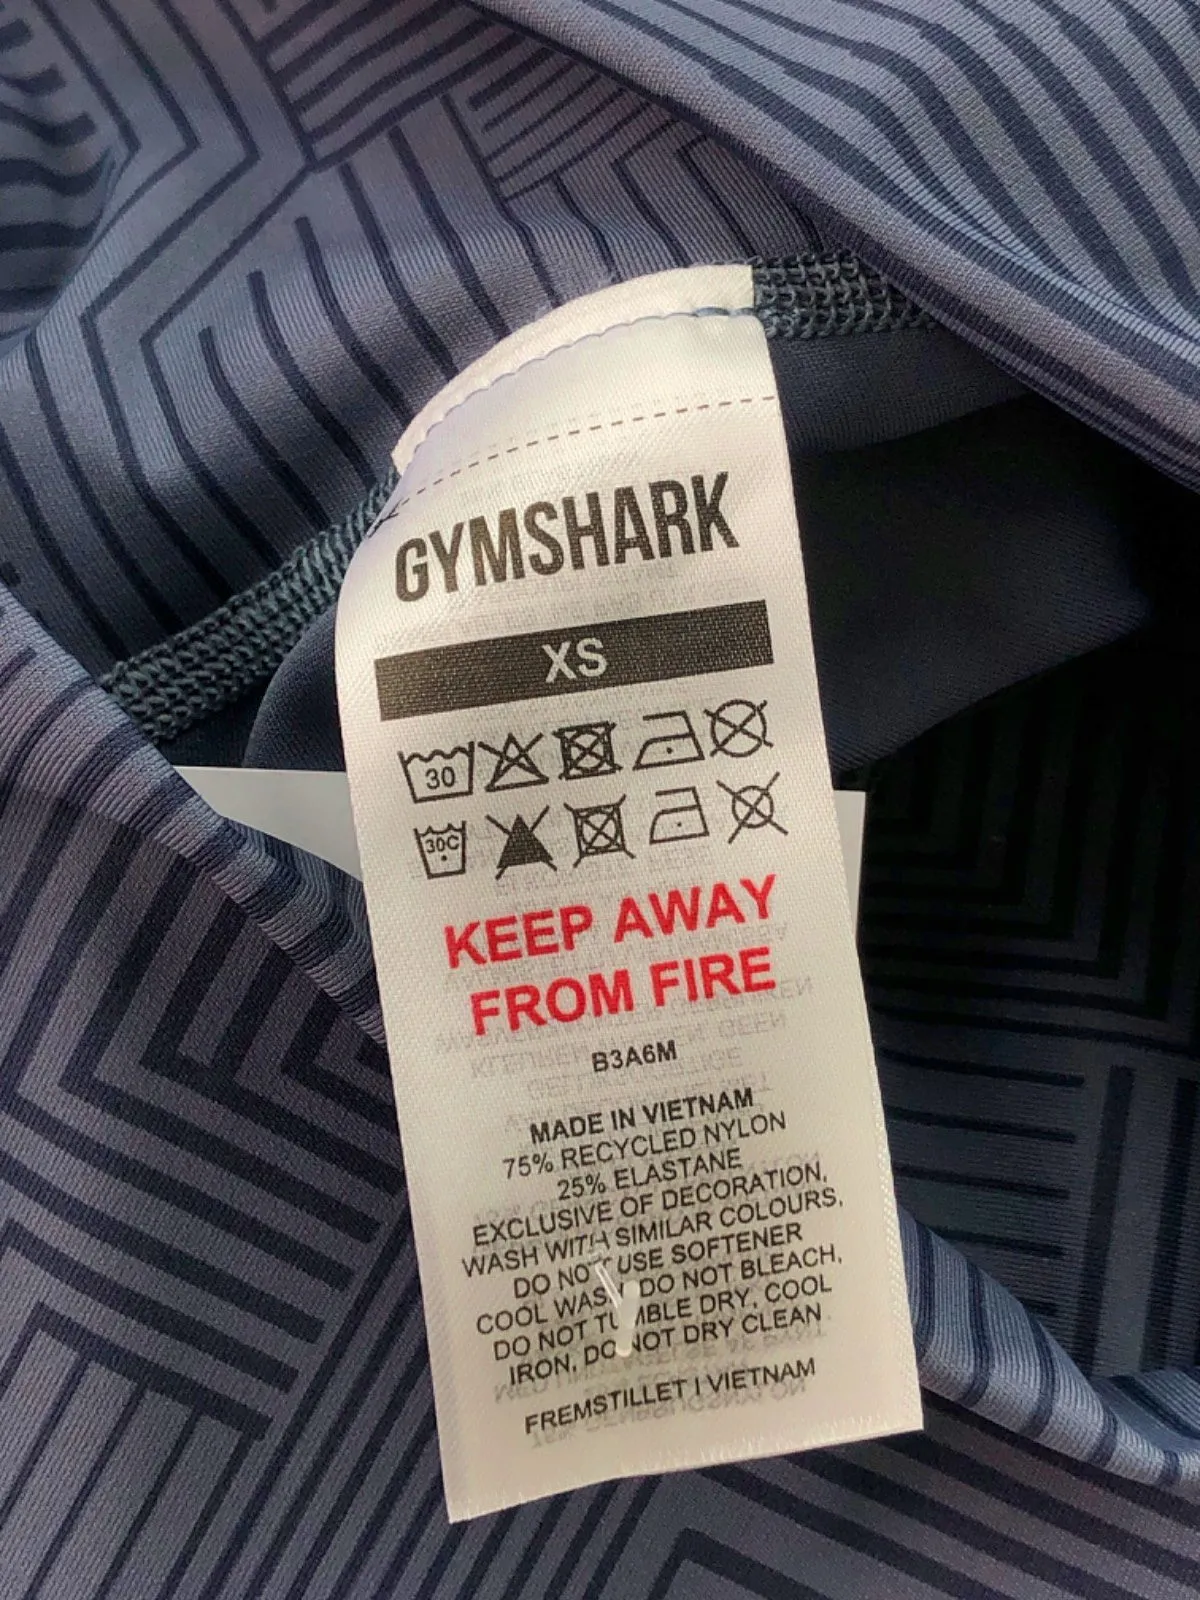 GYMSHARK
XS
30
30C
KEEP AWAY
FROM FIRE
B3A6M
MADE IN VIETNAM
75% RECYCLED NYLON
25% ELASTANE
EXCLUSIVE OF DECORATION,
WASH WITH SIMILAR COLOURS,
DO NOT USE SOFTENER
COOL WASH, DO NOT BLEACH,
DO NOT TUMBLE DRY, COOL
IRON, DO NOT DRY CLEAN
FREMSTILLET I VIETNAM